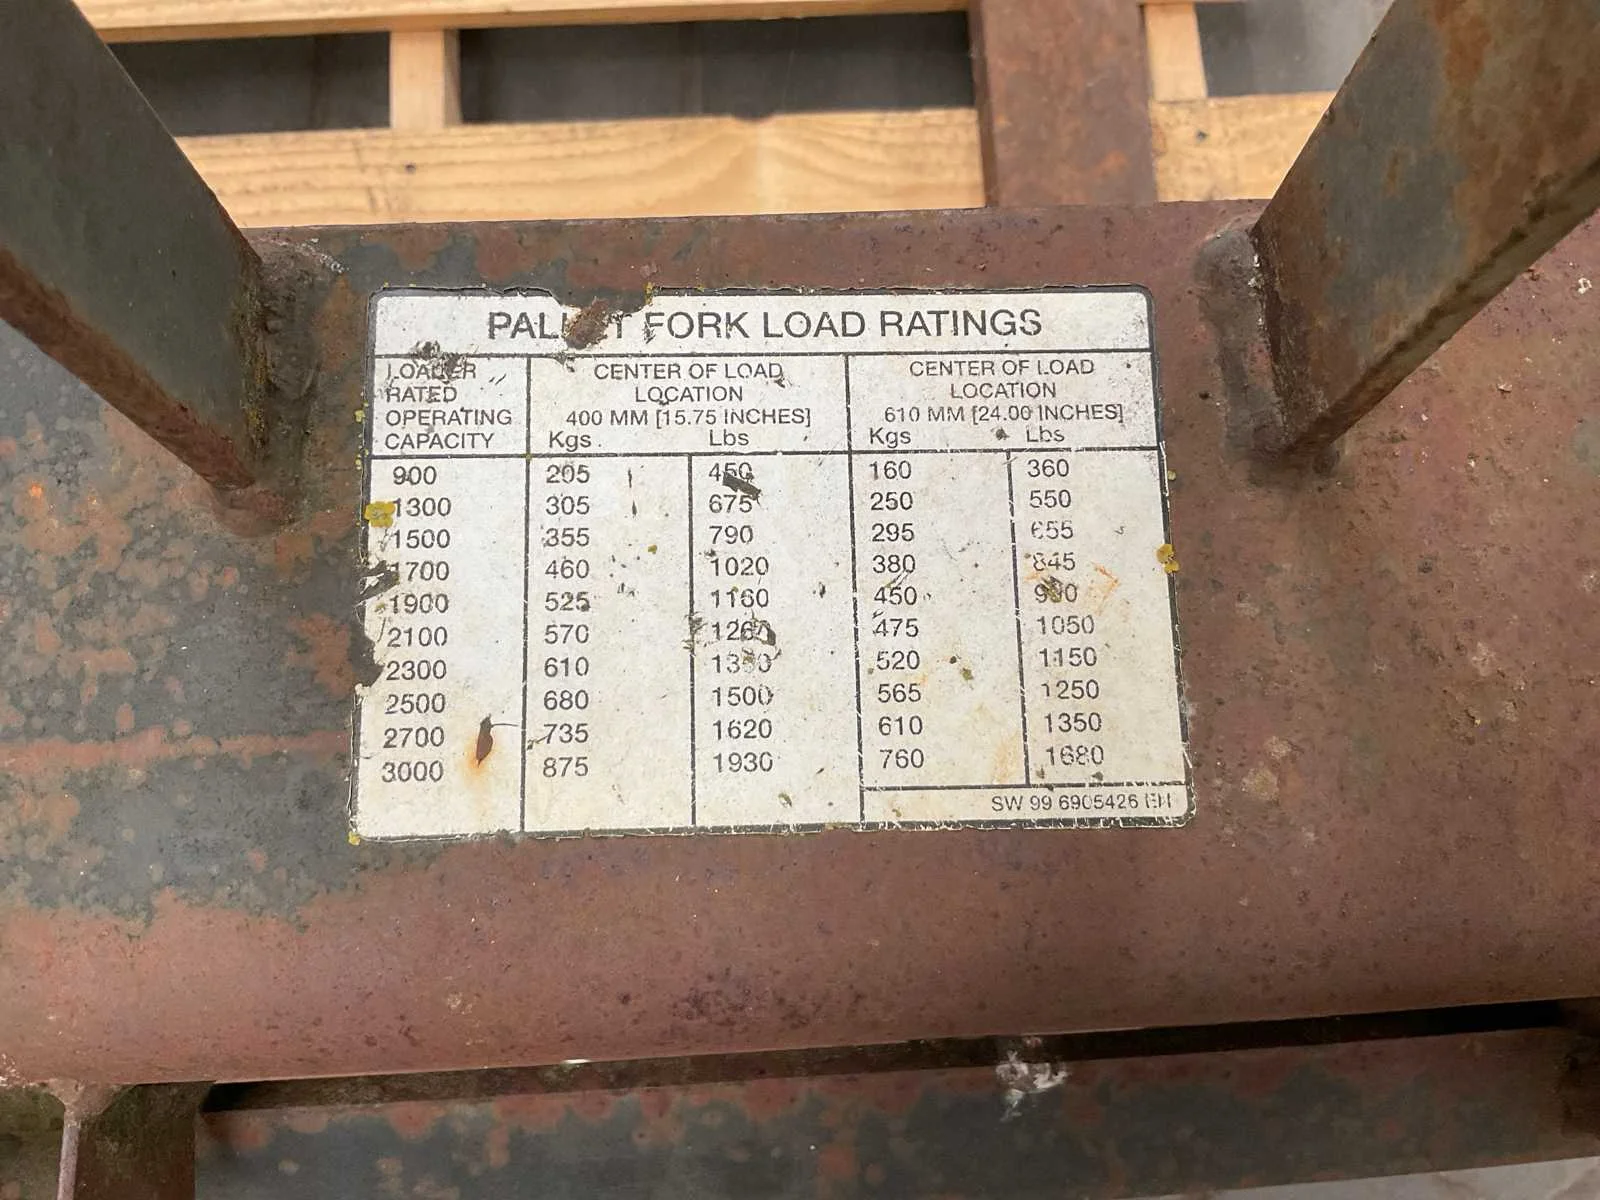 PALLET FORK LOAD RATINGS
LOADER RATED OPERATING CAPACITY
CENTER OF LOAD LOCATION 400 MM [15.75 INCHES]
CENTER OF LOAD LOCATION 610 MM [24.00 INCHES]
Kgs Lbs Kgs Lbs
900 205 450 160 360
1300 305 675 250 550
1500 355 790 295 655
1700 460 1020 380 845
1900 525 1160 450
2100 570 1260 475 1050
2300 610 520 1150
2500 680 1500 565 1250
2700 735 1620 610 1350
3000 875 1930 760 1680
SW 99 6905426 EN